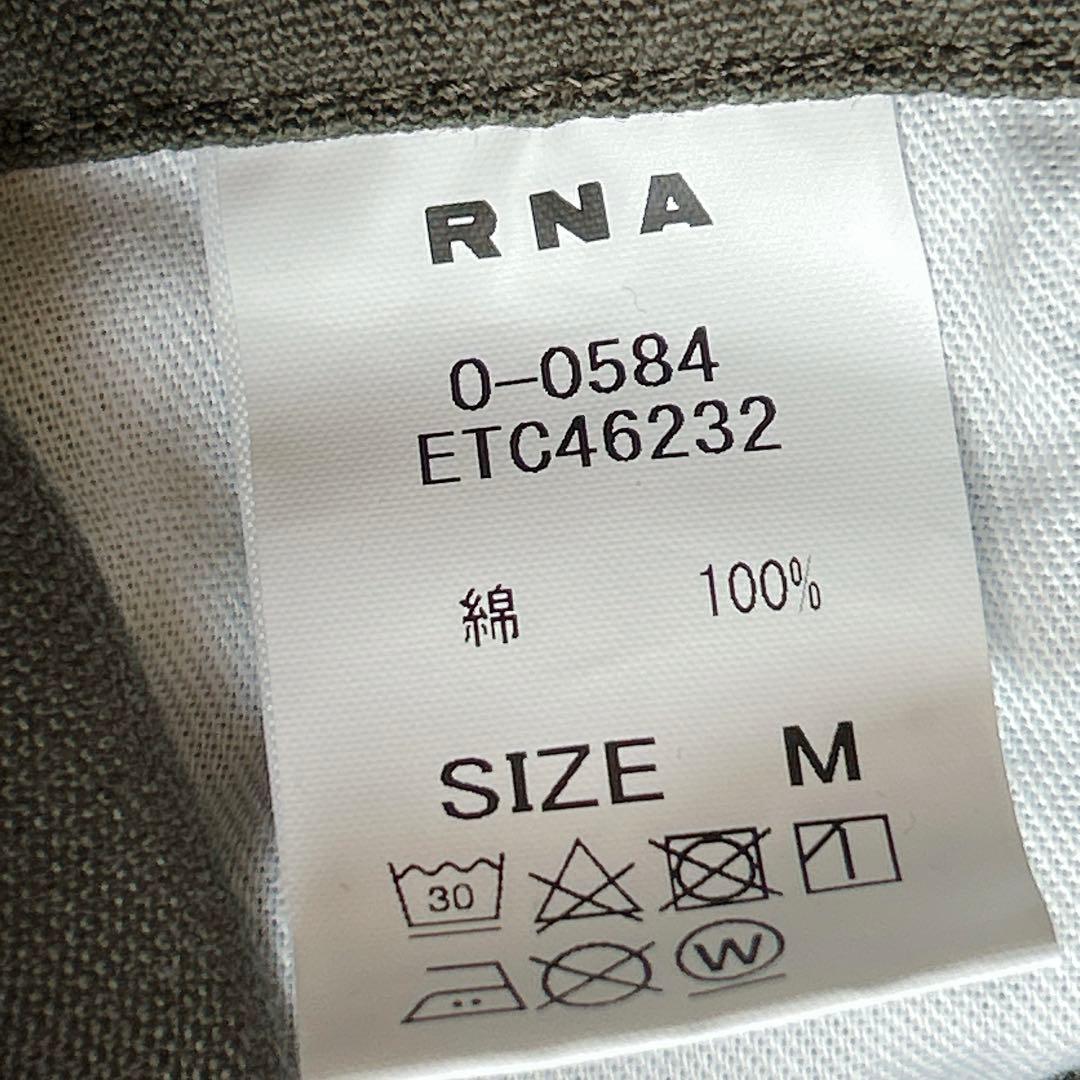 RNA
0-0584
ETC46232
綿 100%
SIZE M
30
W